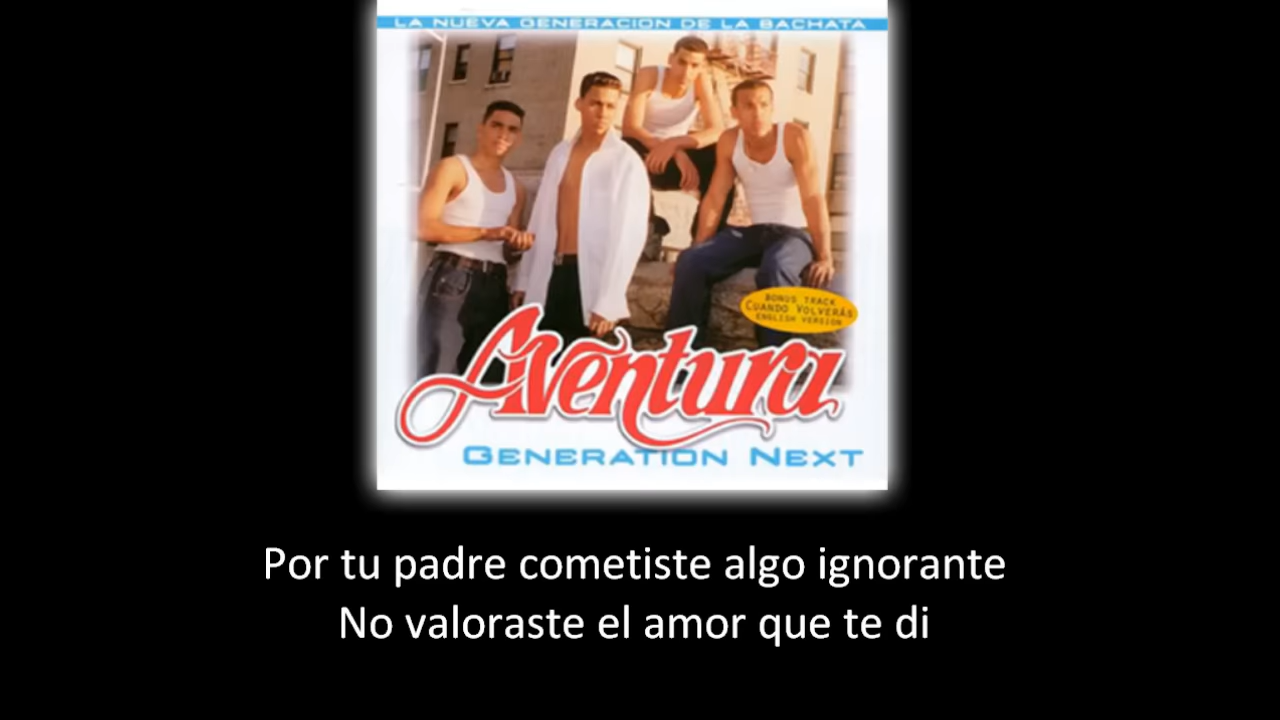 LA NUEVA GENERACION DE LA BACHATA
BONUS TRACK
CUANDO VOLVERÁS
ENGLISH VERSION
Aventura
GENERATION NEXT
Por tu padre cometiste algo ignorante
No valoraste el amor que te di